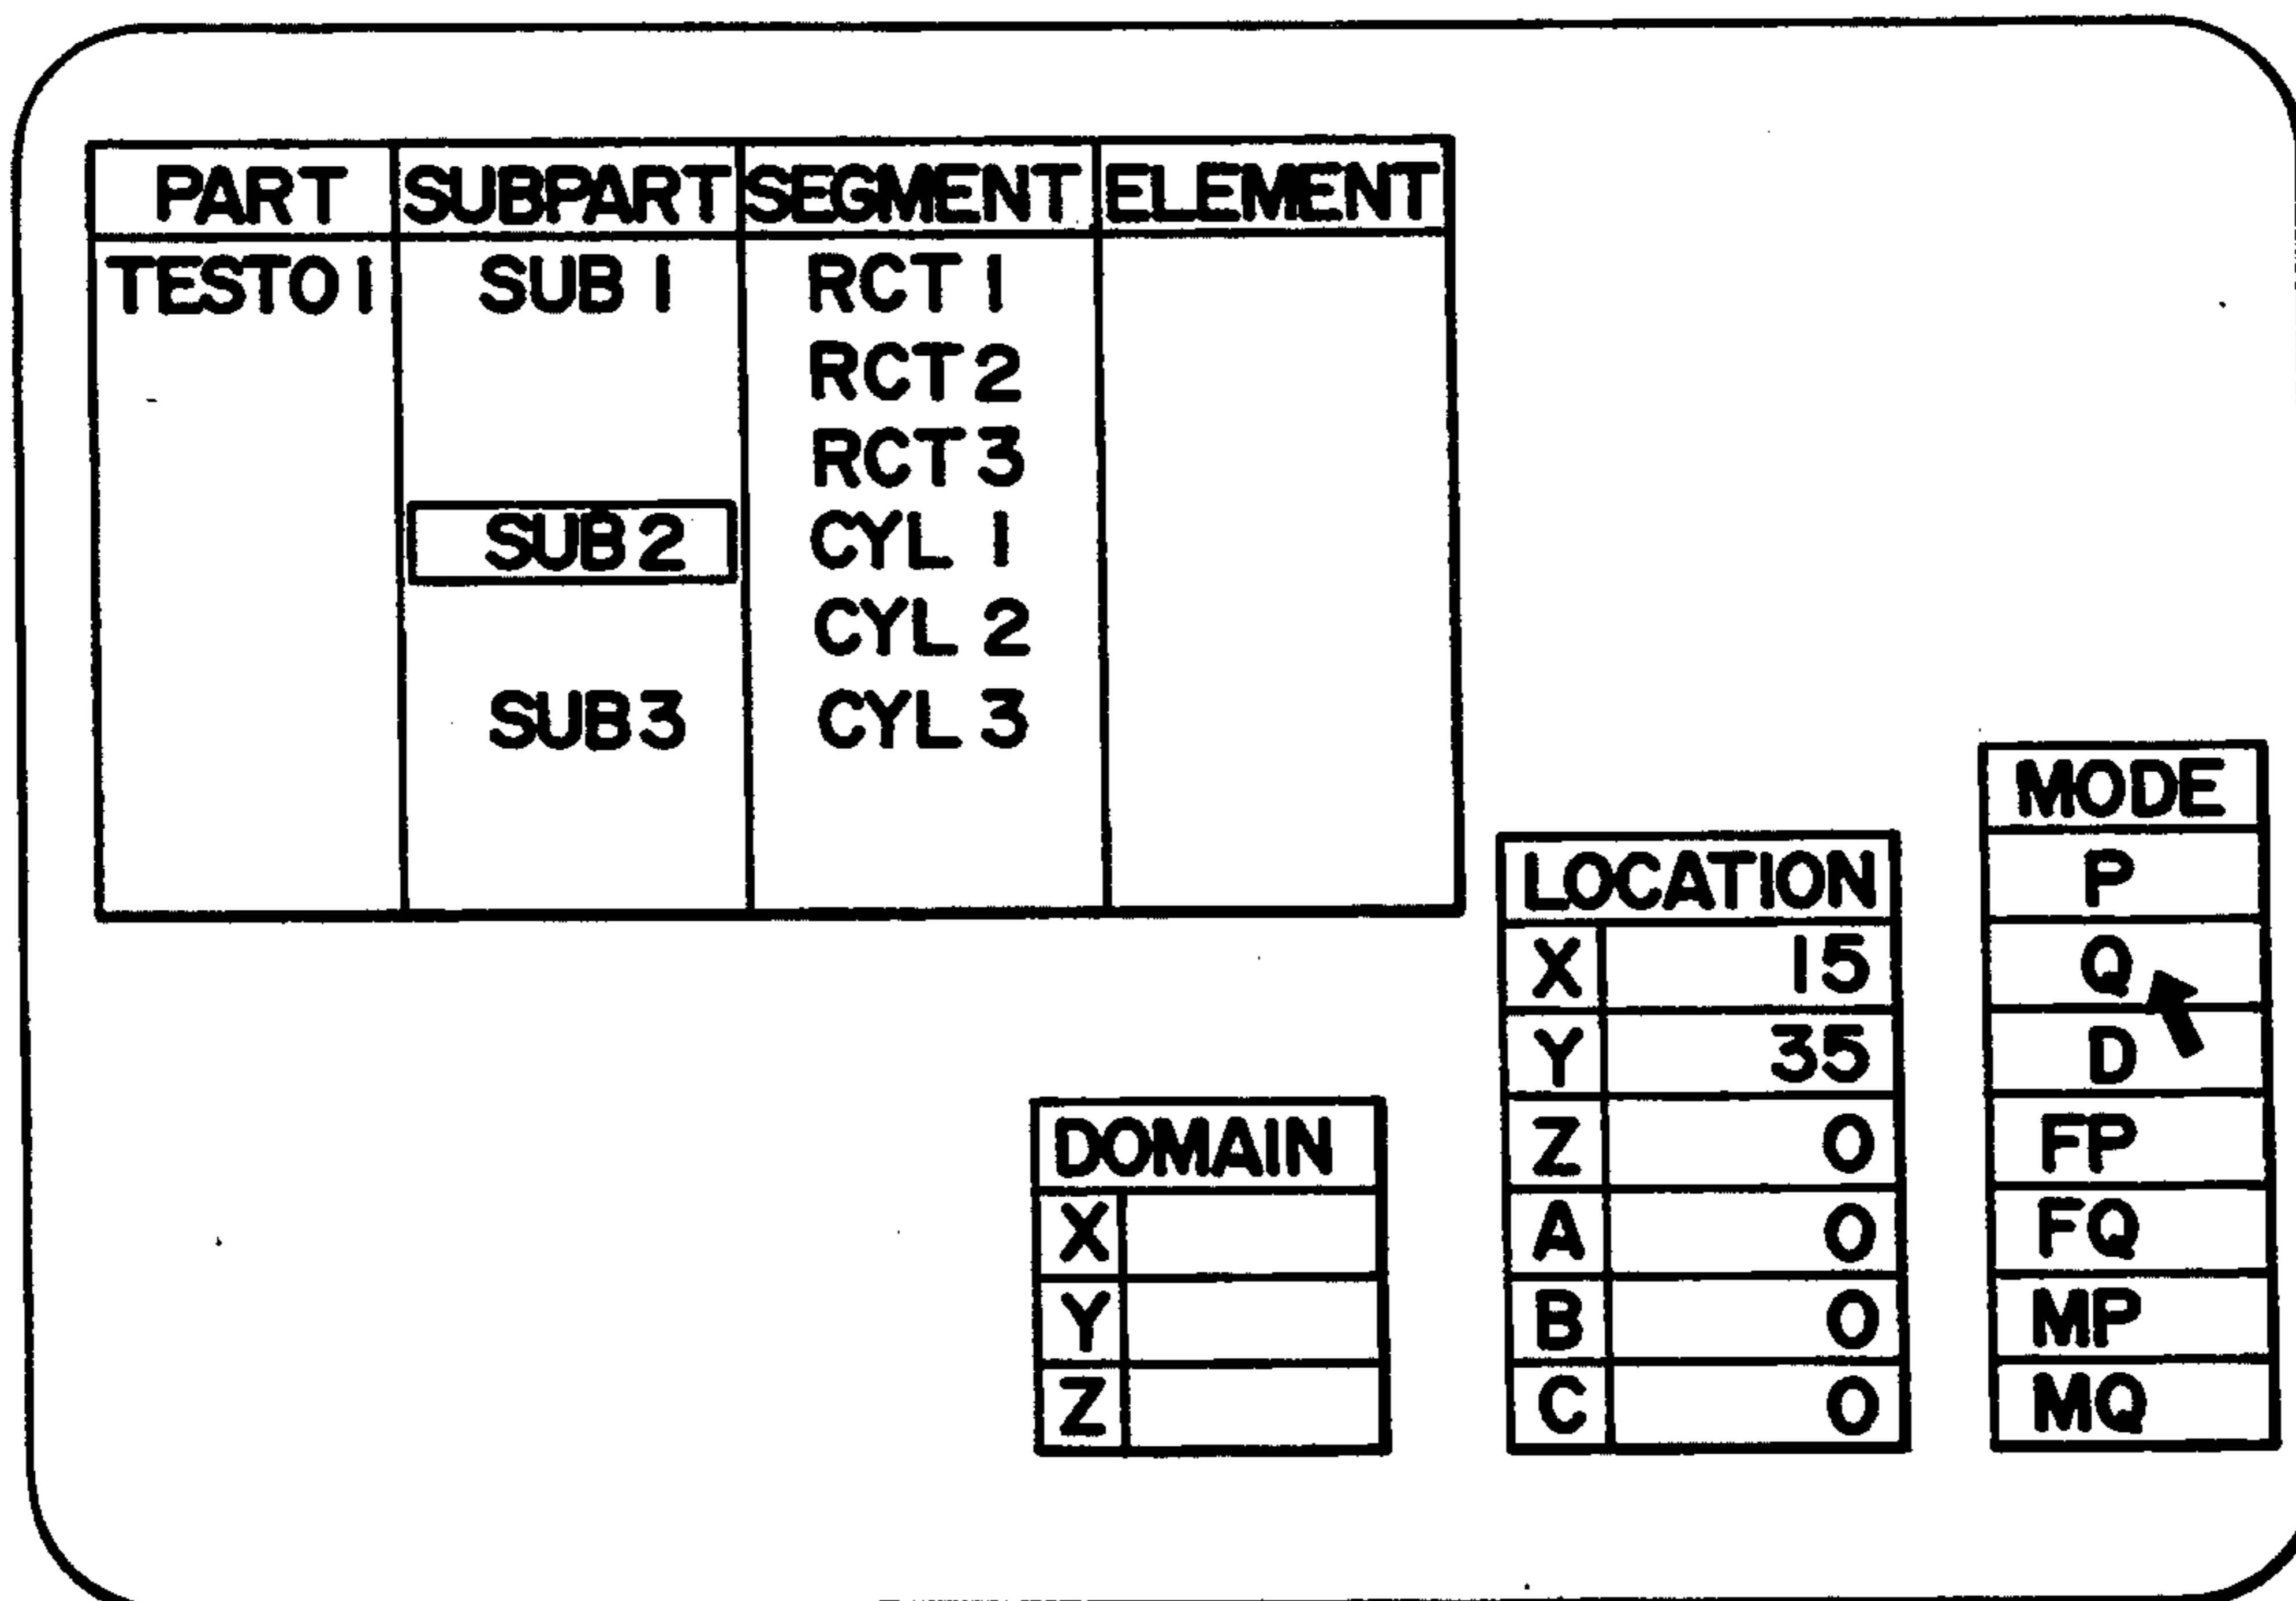 PART SUBPART SEGMENT ELEMENT
TESTO1 SUB 1 RCT 1
RCT 2
RCT 3
SUB 2 CYL 1
CYL 2
SUB 3 CYL 3
MODE
P
Q
D
FP
FQ
MP
MQ
LOCATION
X 15
Y 35
Z 0
A 0
B 0
C 0
DOMAIN
X
Y
Z